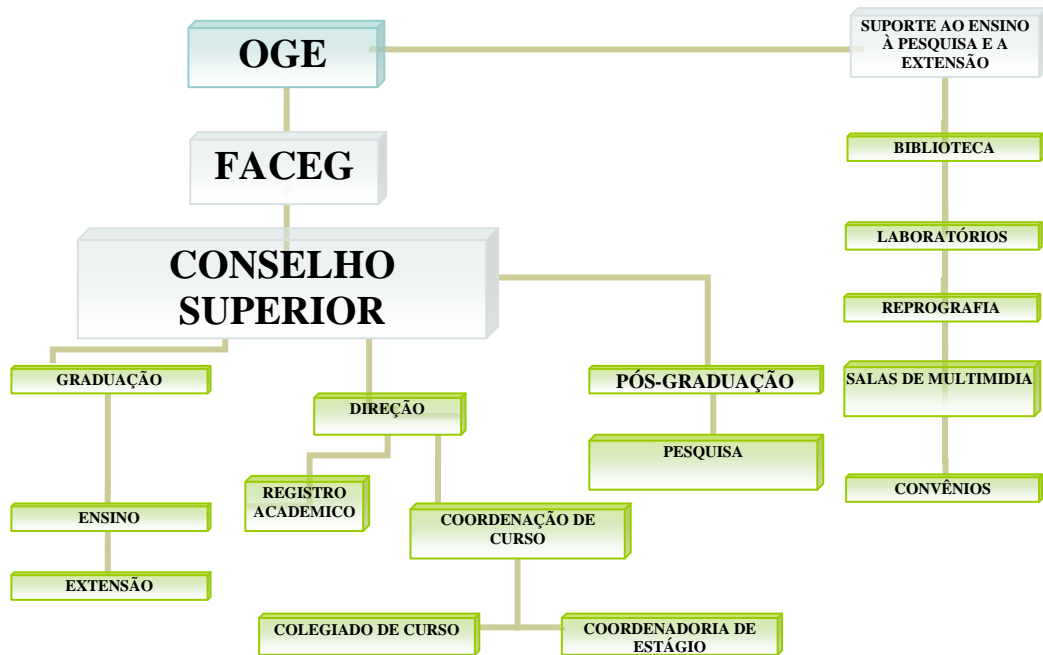 OGE
SUPORTE AO ENSINO
À PESQUISA E A
EXTENSÃO
FACEG
BIBLIOTECA
CONSELHO
SUPERIOR
LABORATÓRIOS
REPROGRAFIA
GRADUAÇÃO
PÓS-GRADUAÇÃO
SALAS DE MULTIMIDIA
DIREÇÃO
PESQUISA
REGISTRO
ACADEMICO
CONVÊNIOS
ENSINO
COORDENAÇÃO DE
CURSO
EXTENSÃO
COLEGIADO DE CURSO
COORDENADORIA DE
ESTÁGIO